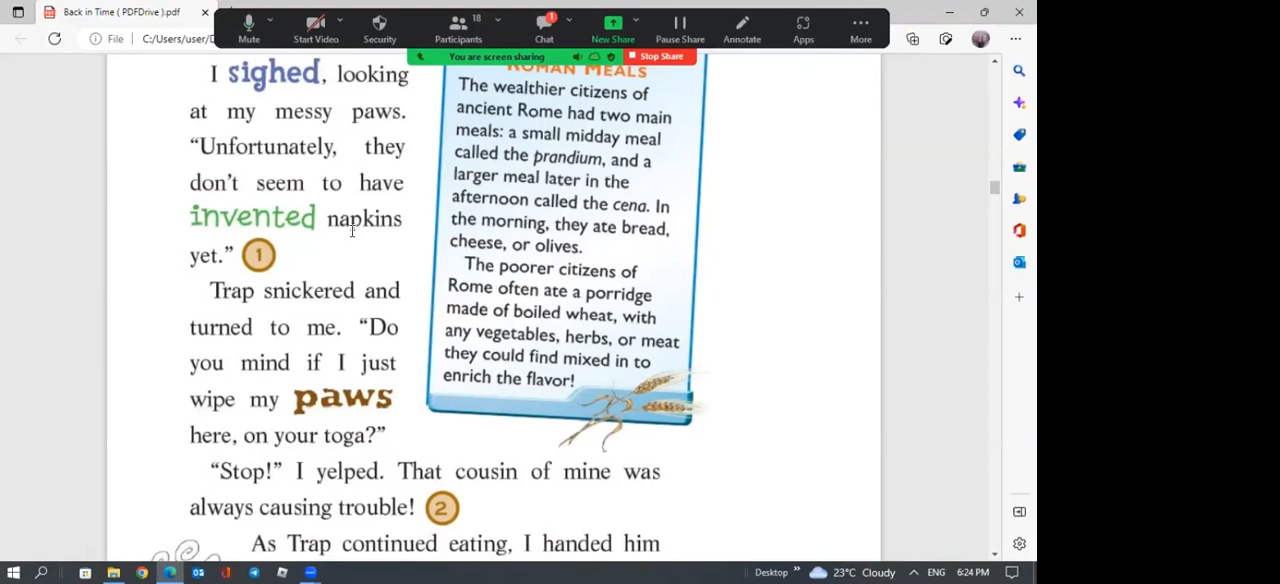 Back in Time ( PDFDrive ).pdf
18
1
Mute
Start Video
Security
Participants
Chat
New Share
Pause Share
Annotate
Apps
More
File
C:/Users/user/D
You are screen sharing
Stop Share
I sighed, looking
at my messy paws.
“Unfortunately, they
don’t seem to have
invented napkins
yet.” 1
Trap snickered and
turned to me. “Do
you mind if I just
wipe my paws
here, on your toga?”
“Stop!” I yelped. That cousin of mine was
always causing trouble! 2
As Trap continued eating, I handed him
ROMAN MEALS
The wealthier citizens of
ancient Rome had two main
meals: a small midday meal
called the prandium, and a
larger meal later in the
afternoon called the cena. In
the morning, they ate bread,
cheese, or olives.
The poorer citizens of
Rome often ate a porridge
made of boiled wheat, with
any vegetables, herbs, or meat
they could find mixed in to
enrich the flavor!
Desktop
23°C Cloudy
ENG
6:24 PM